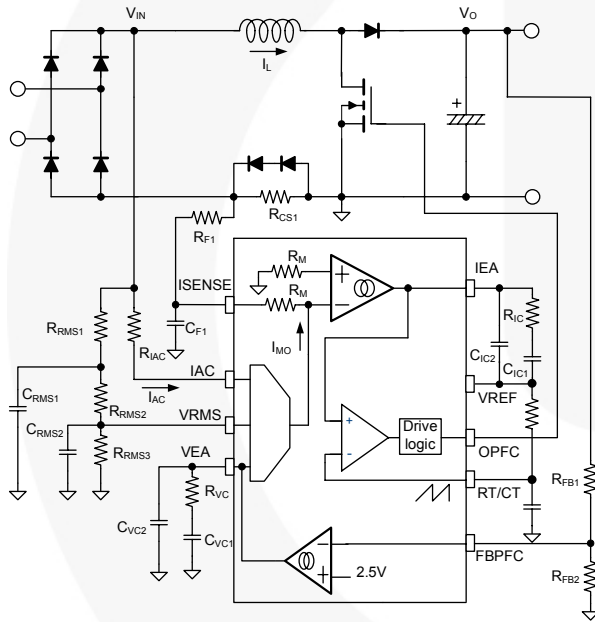 VIN
VO
IL
RCS1
RF1
RM
ISENSE
RM
IEA
RRMS1
CF1
RIAC
IMO
RIC
CIC2
CIC1
IAC
IAC
VREF
CRMS1
RRMS2
VRMS
+
-
Drive
logic
OPFC
CRMS2
RRMS3
VEA
RVC
RT/CT
RFB1
CVC2
CVC1
FBPFC
2.5V
RFB2